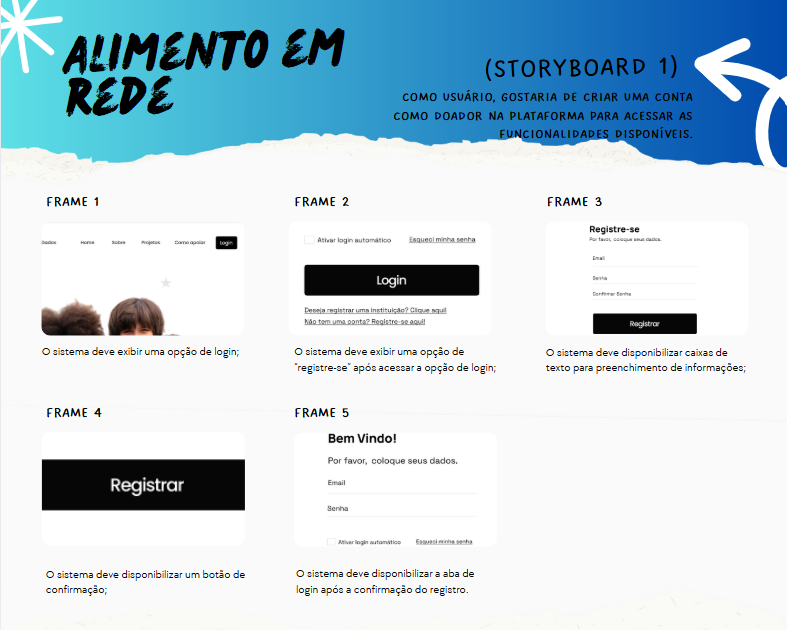 ALIMENTO EM
REDE
(STORYBOARD 1)
COMO USUÁRIO, GOSTARIA DE CRIAR UMA CONTA
COMO DOADOR NA PLATAFORMA PARA ACESSAR AS
FUNCIONALIDADES DISPONÍVEIS.
FRAME 1
Dados Home Sobre Projetos Como apoiar Login
O sistema deve exibir uma opção de login;
FRAME 2
Ativar login automático Esqueci minha senha
Login
Deseja registrar uma instituição? Clique aqui!
Não tem uma conta? Registre-se aqui!
O sistema deve exibir uma opção de
"registre-se" após acessar a opção de login;
FRAME 3
Registre-se
Por favor, coloque seus dados.
Email
Senha
Confirmar Senha
Registrar
O sistema deve disponibilizar caixas de
texto para preenchimento de informações;
FRAME 4
Registrar
O sistema deve disponibilizar um botão de
confirmação;
FRAME 5
Bem Vindo!
Por favor, coloque seus dados.
Email
Senha
Ativar login automático Esqueci minha senha
O sistema deve disponibilizar a aba de
login após a confirmação do registro.